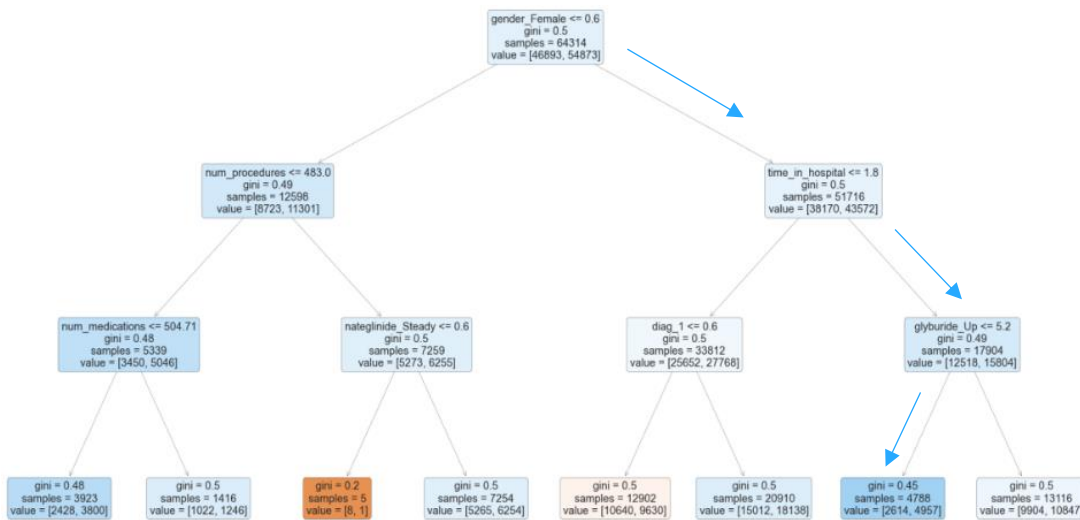 gender_Female <= 0.6
gini = 0.5
samples = 64314
value = [46893, 54873]
num_procedures <= 483.0
gini = 0.49
samples = 12598
value = [8723, 11301]
time_in_hospital <= 1.8
gini = 0.5
samples = 51716
value = [38170, 43572]
num_medications <= 504.71
gini = 0.48
samples = 5339
value = [3450, 5046]
nateglinide_Steady <= 0.6
gini = 0.5
samples = 7259
value = [5273, 6255]
diag_1 <= 0.6
gini = 0.5
samples = 33812
value = [25652, 27768]
glyburide_Up <= 5.2
gini = 0.49
samples = 17904
value = [12518, 15804]
gini = 0.48
samples = 3923
value = [2428, 3800]
gini = 0.5
samples = 1416
value = [1022, 1246]
gini = 0.2
samples = 5
value = [8, 1]
gini = 0.5
samples = 7254
value = [5265, 6254]
gini = 0.5
samples = 12902
value = [10640, 9630]
gini = 0.5
samples = 20910
value = [15012, 18138]
gini = 0.45
samples = 4788
value = [2614, 4957]
gini = 0.5
samples = 13116
value = [9904, 10847]